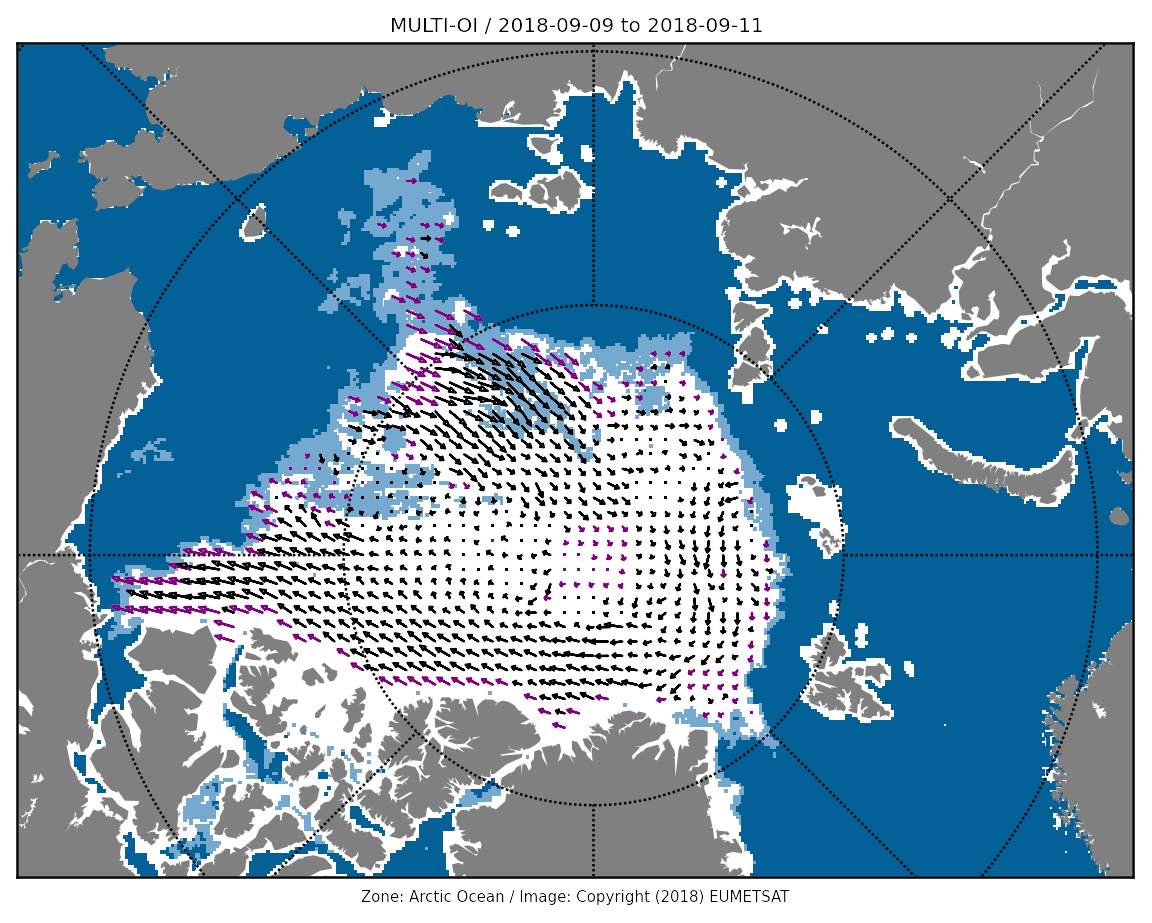 MULTI-OI / 2018-09-09 to 2018-09-11
Zone: Arctic Ocean / Image: Copyright (2018) EUMETSAT